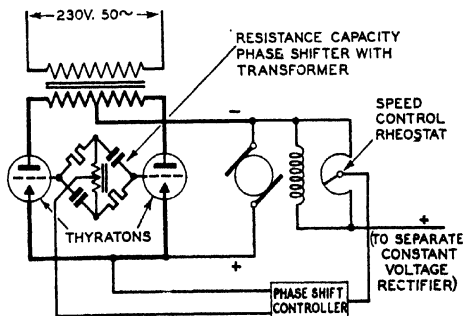 230V. 50~
RESISTANCE CAPACITY
PHASE SHIFTER WITH
TRANSFORMER
SPEED
CONTROL
RHEOSTAT
-
THYRATONS
+
+
(TO SEPARATE
CONSTANT
VOLTAGE
RECTIFIER)
PHASE SHIFT
CONTROLLER